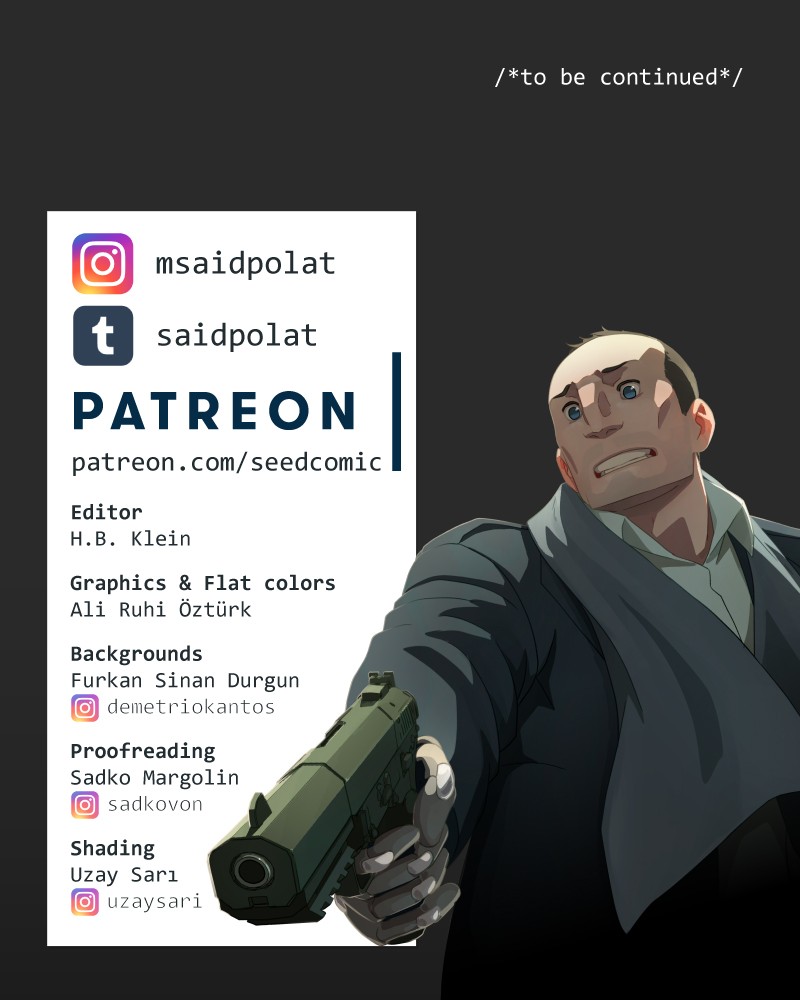 /*to be continued*/
msaidpolat
t saidpolat
PATREON
patreon.com/seedcomic
Editor
H.B. Klein
Graphics & Flat colors
Ali Ruhi Öztürk
Backgrounds
Furkan Sinan Durgun
demetriokantos
Proofreading
Sadko Margolin
sadkovon
Shading
Uzay Sarı
uzaysari